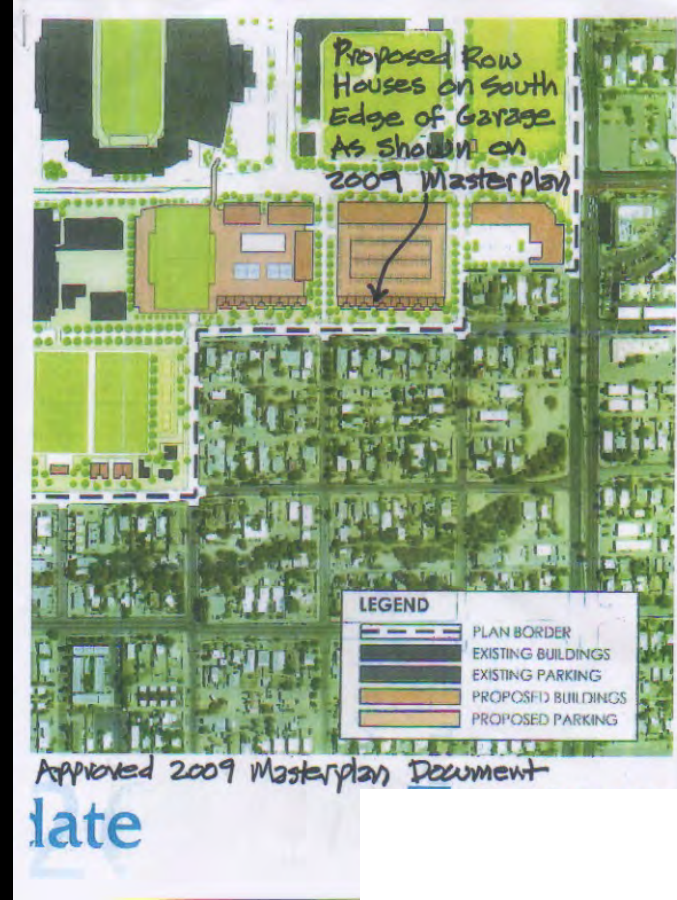 Proposed Row
Houses on South
Edge of Garage
As Shown on
2009 Masterplan
LEGEND
PLAN BORDER
EXISTING BUILDINGS
EXISTING PARKING
PROPOSED BUILDINGS
PROPOSED PARKING
Approved 2009 Masterplan Document
date